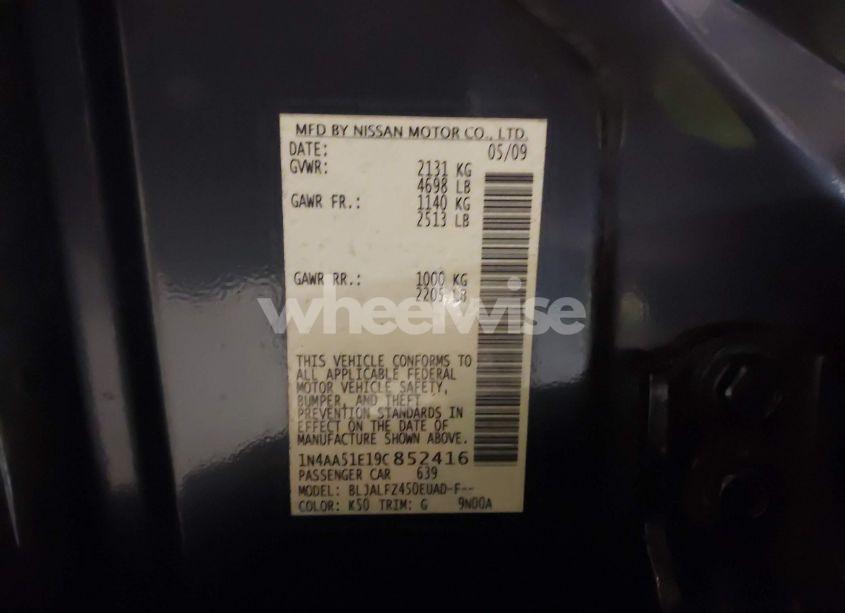 MFD BY NISSAN MOTOR CO., LTD.
DATE: 05/09
GVWR: 2131 KG
4698 LB
GAWR FR.: 1140 KG
2513 LB
GAWR RR.: 1000 KG
2205 LB
wheelwise
THIS VEHICLE CONFORMS TO
ALL APPLICABLE FEDERAL
MOTOR VEHICLE SAFETY,
BUMPER, AND THEFT
PREVENTION STANDARDS IN
EFFECT ON THE DATE OF
MANUFACTURE SHOWN ABOVE.
1N4AA51E19C852416
PASSENGER CAR 639
MODEL: BLJALFZ450EUAD-F--
COLOR: K50 TRIM: G 9N00A